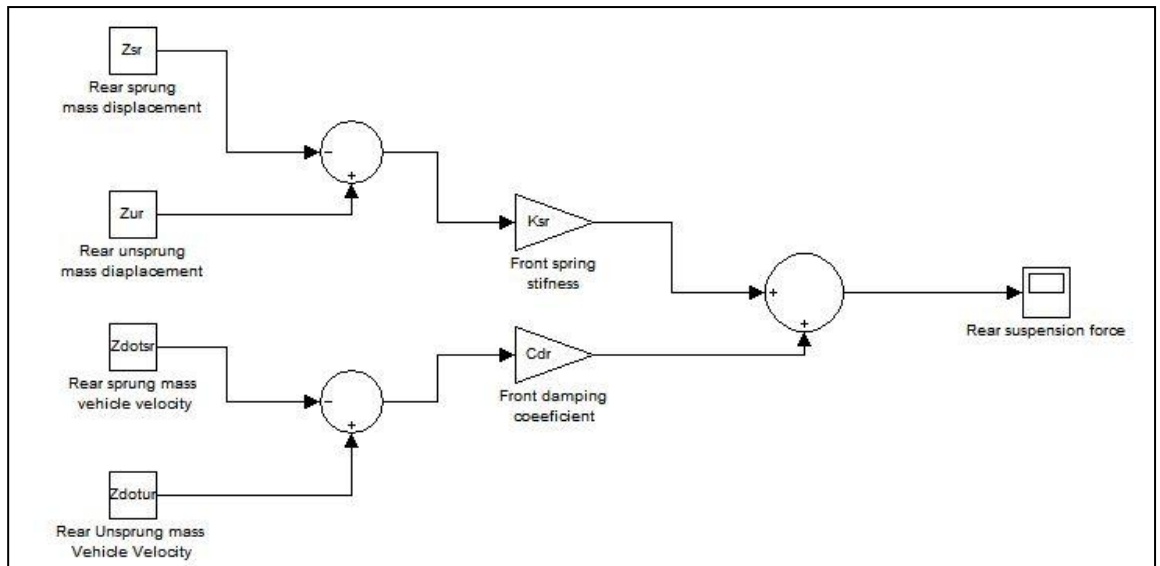 Zsr
Rear sprung
mass displacement
Zur
Rear unsprung
mass diaplacement
Ksr
Front spring
stifness
Rear suspension force
Zdotsr
Rear sprung mass
vehicle velocity
Cdr
Front damping
coeeficient
Zdotur
Rear Unsprung mass
Vehicle Velocity